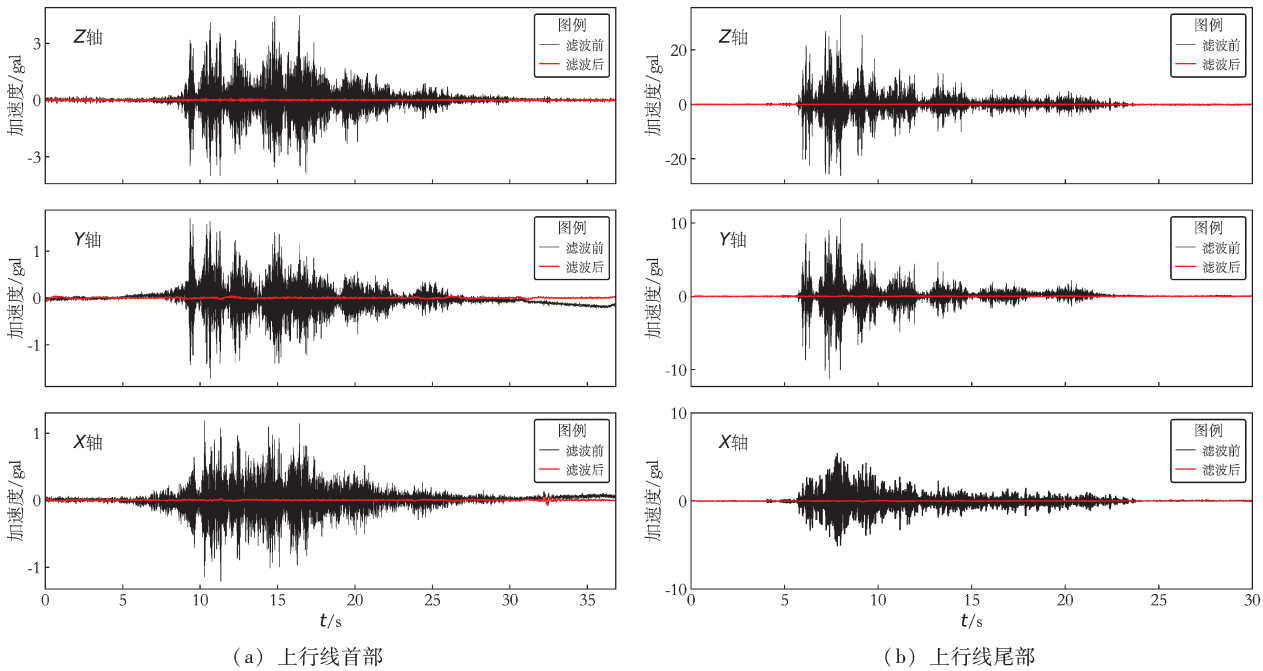 Z轴
图例
滤波前
滤波后
加速度/gal
3
0
-3
Y轴
图例
滤波前
滤波后
加速度/gal
1
0
-1
X轴
图例
滤波前
滤波后
加速度/gal
1
0
-1
0 5 10 15 20 25 30 35
t/s
(a) 上行线首部
Z轴
图例
滤波前
滤波后
加速度/gal
20
0
-20
Y轴
图例
滤波前
滤波后
加速度/gal
10
0
-10
X轴
图例
滤波前
滤波后
加速度/gal
10
0
-10
0 5 10 15 20 25 30
t/s
(b) 上行线尾部